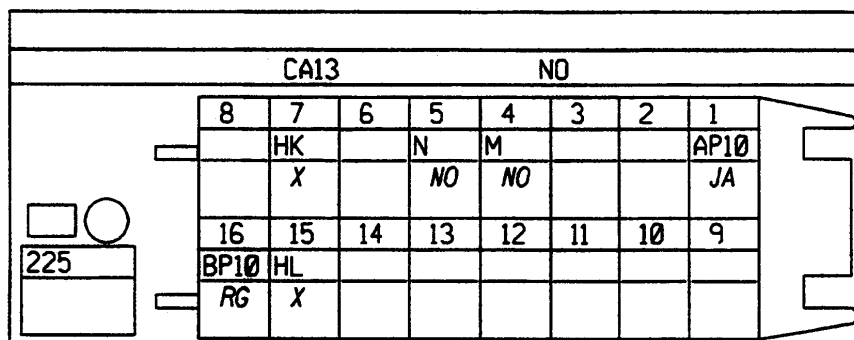 CA13 NO
8 7 6 5 4 3 2 1
HK N M AP10
X NO NO JA
16 15 14 13 12 11 10 9
225 BP10 HL
RG X